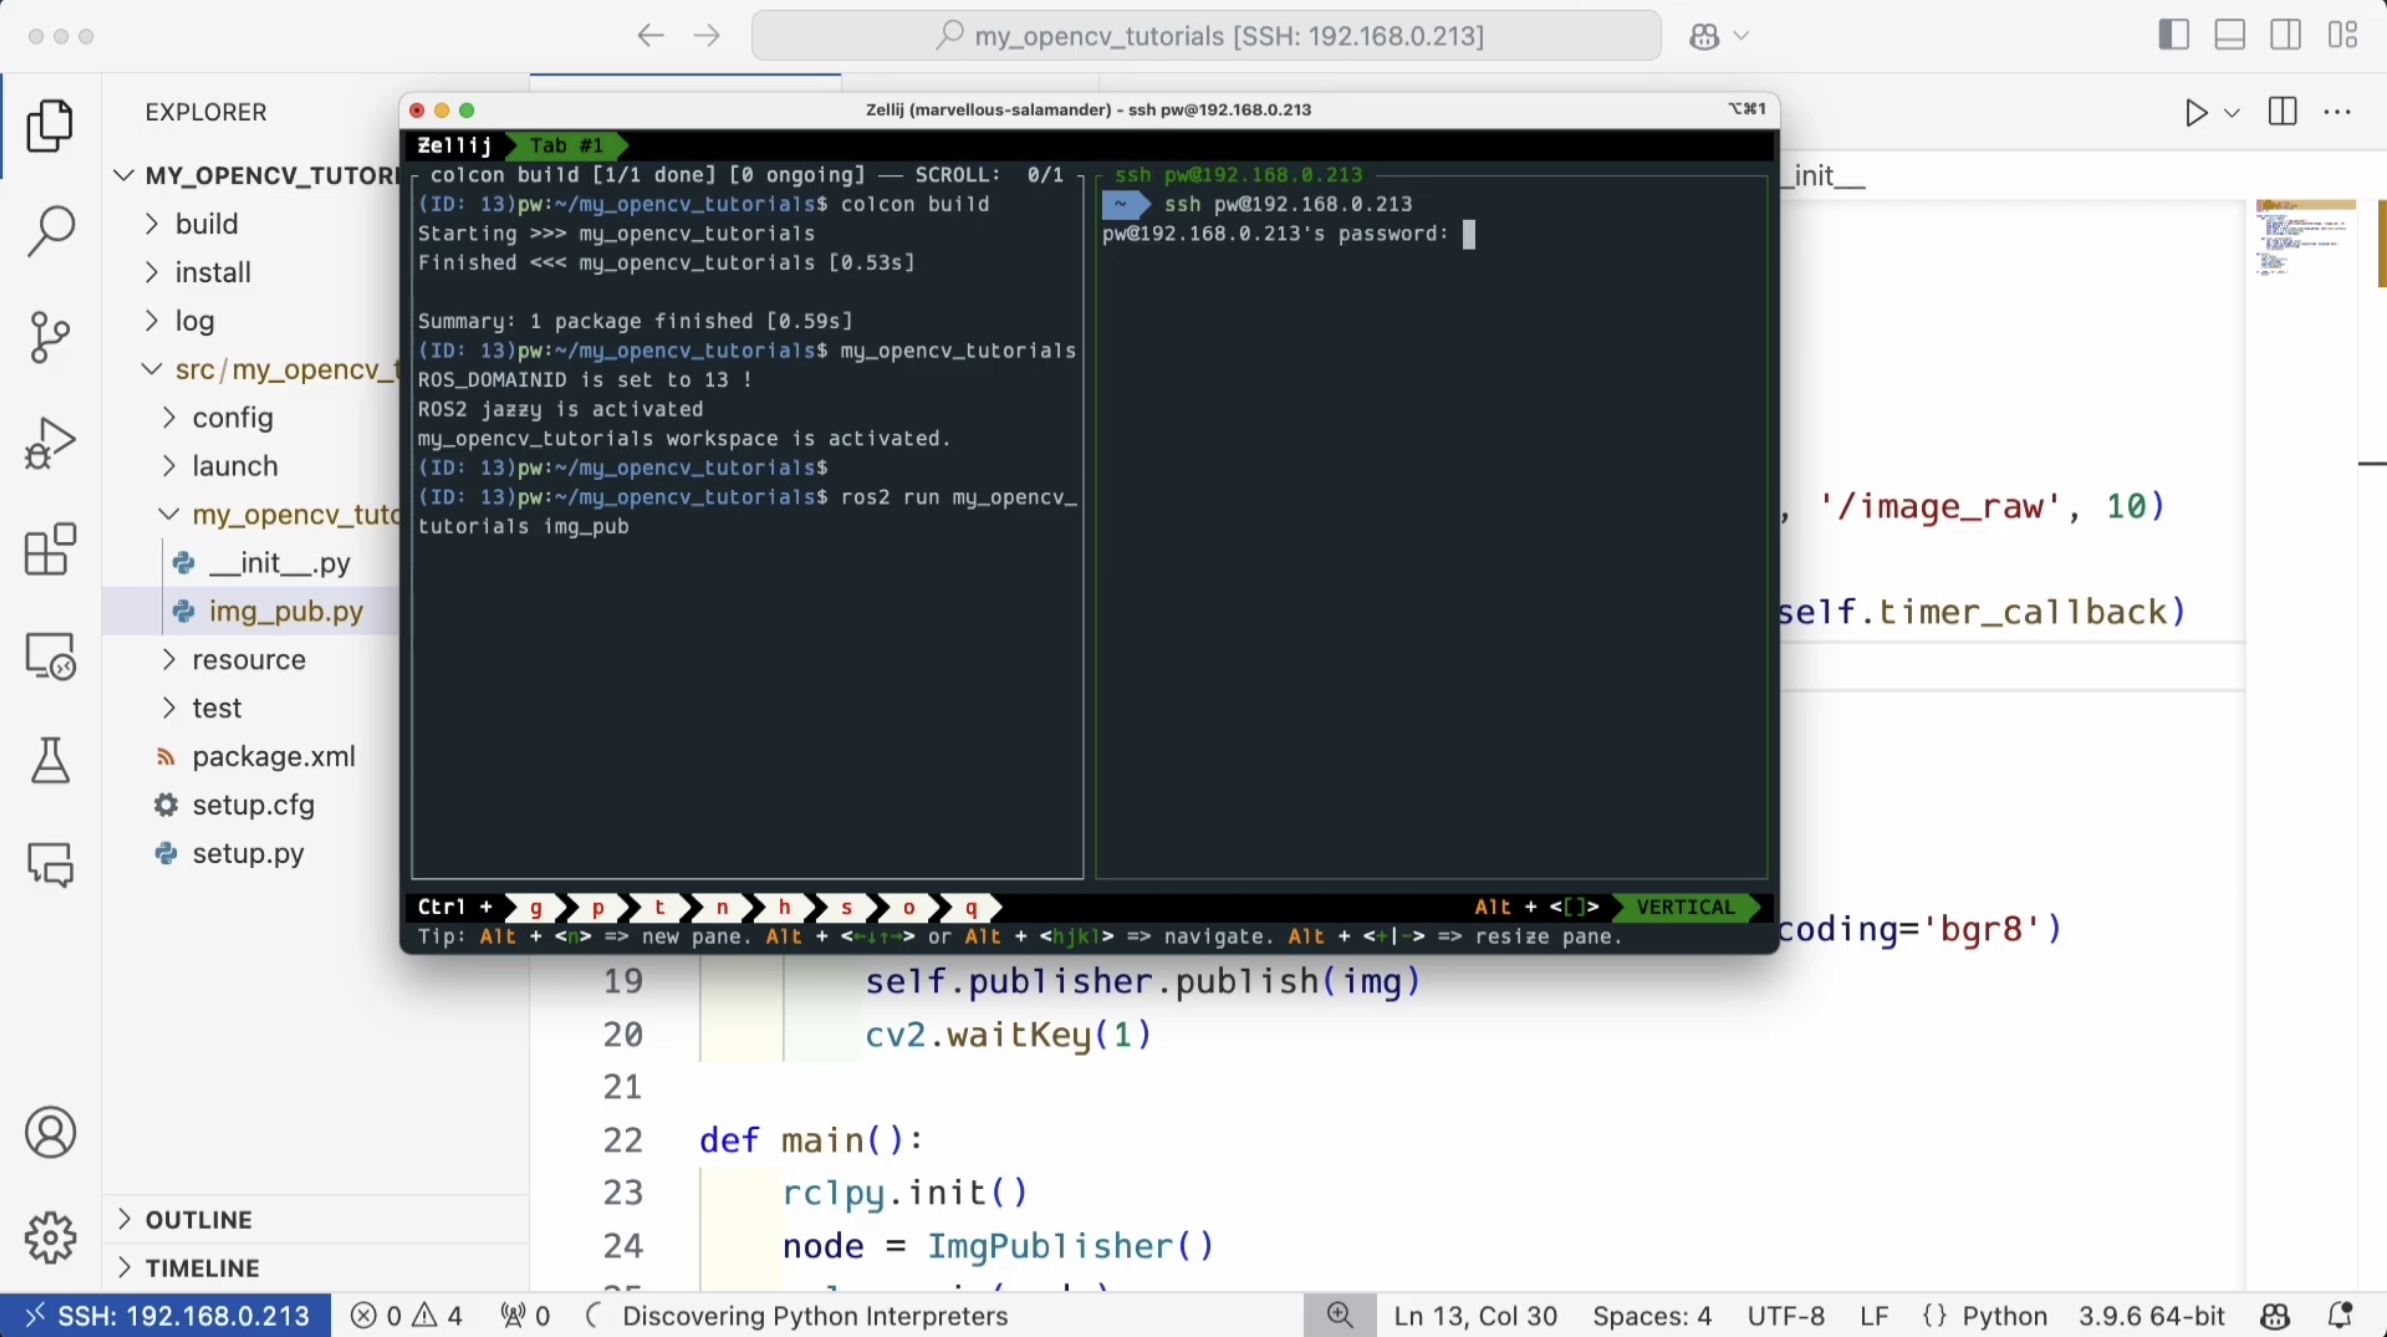 my_opencv_tutorials [SSH: 192.168.0.213]
EXPLORER
MY_OPENCV_TUTORI
build
install
log
src/my_opencv_t
config
launch
my_opencv_tuto
__init__.py
img_pub.py
resource
test
package.xml
setup.cfg
setup.py
OUTLINE
TIMELINE
Zellij (marvellous-salamander) - ssh pw@192.168.0.213
⌥⌘1
Zellij Tab #1
colcon build [1/1 done] [0 ongoing] — SCROLL: 0/1
(ID: 13)pw:~/my_opencv_tutorials$ colcon build
Starting >>> my_opencv_tutorials
Finished <<< my_opencv_tutorials [0.53s]
Summary: 1 package finished [0.59s]
(ID: 13)pw:~/my_opencv_tutorials$ my_opencv_tutorials
ROS_DOMAINID is set to 13 !
ROS2 jazzy is activated
my_opencv_tutorials workspace is activated.
(ID: 13)pw:~/my_opencv_tutorials$
(ID: 13)pw:~/my_opencv_tutorials$ ros2 run my_opencv_
tutorials img_pub
ssh pw@192.168.0.213
~ ssh pw@192.168.0.213
pw@192.168.0.213's password:
Ctrl + g p t n h s o q
Alt + <[]> VERTICAL
Tip: Alt + <n> => new pane. Alt + <←↓↑→> or Alt + <hjkl> => navigate. Alt + <+|-> => resize pane.
_init__
, '/image_raw', 10)
self.timer_callback)
coding='bgr8')
19 self.publisher.publish(img)
20 cv2.waitKey(1)
21
22 def main():
23 rclpy.init()
24 node = ImgPublisher()
SSH: 192.168.0.213 0 4 0 Discovering Python Interpreters Ln 13, Col 30 Spaces: 4 UTF-8 LF {} Python 3.9.6 64-bit